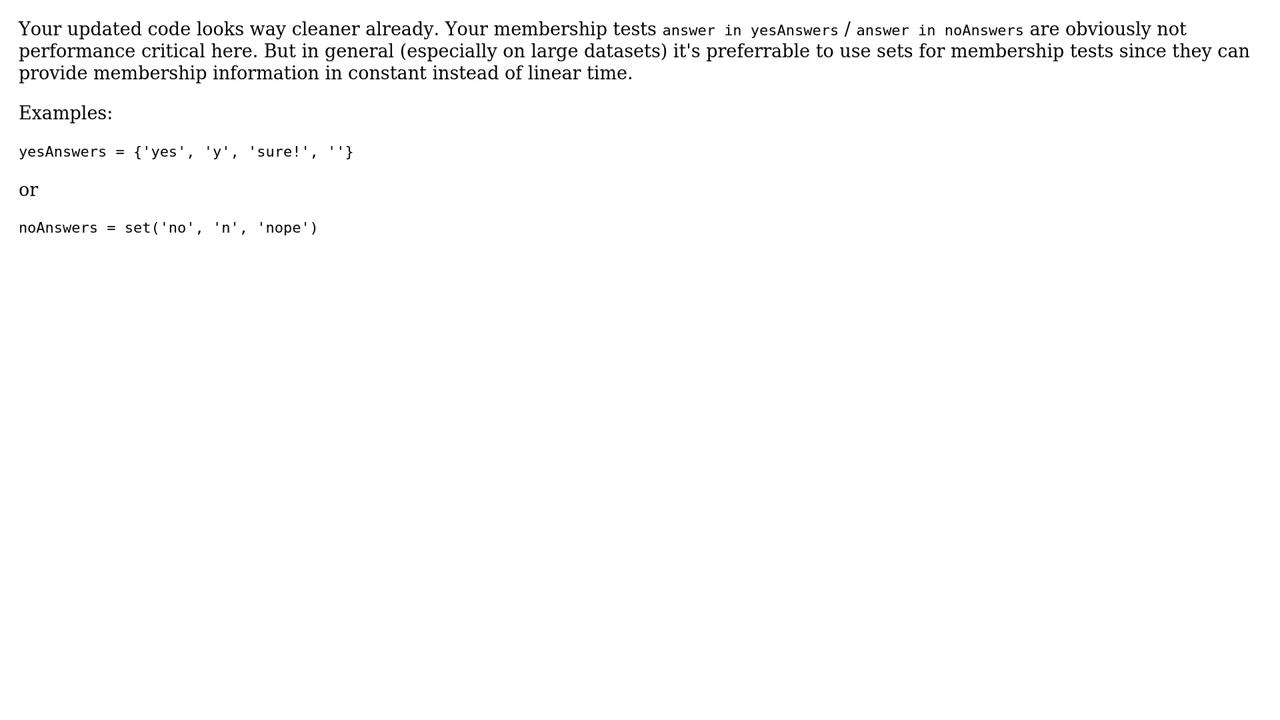 Your updated code looks way cleaner already. Your membership tests answer in yesAnswers / answer in noAnswers are obviously not
performance critical here. But in general (especially on large datasets) it's preferrable to use sets for membership tests since they can
provide membership information in constant instead of linear time.
Examples:
yesAnswers = {'yes', 'y', 'sure!', ''}
or
noAnswers = set('no', 'n', 'nope')